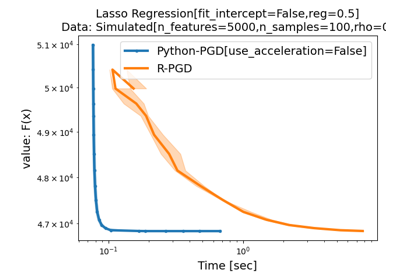 Lasso Regression[fit_intercept=False,reg=0.5]
Data: Simulated[n_features=5000,n_samples=100,rho=0
Python-PGD[use_acceleration=False]
R-PGD
value: F(x)
5.1 × 10⁴
5 × 10⁴
4.9 × 10⁴
4.8 × 10⁴
4.7 × 10⁴
10⁻¹
10⁰
Time [sec]